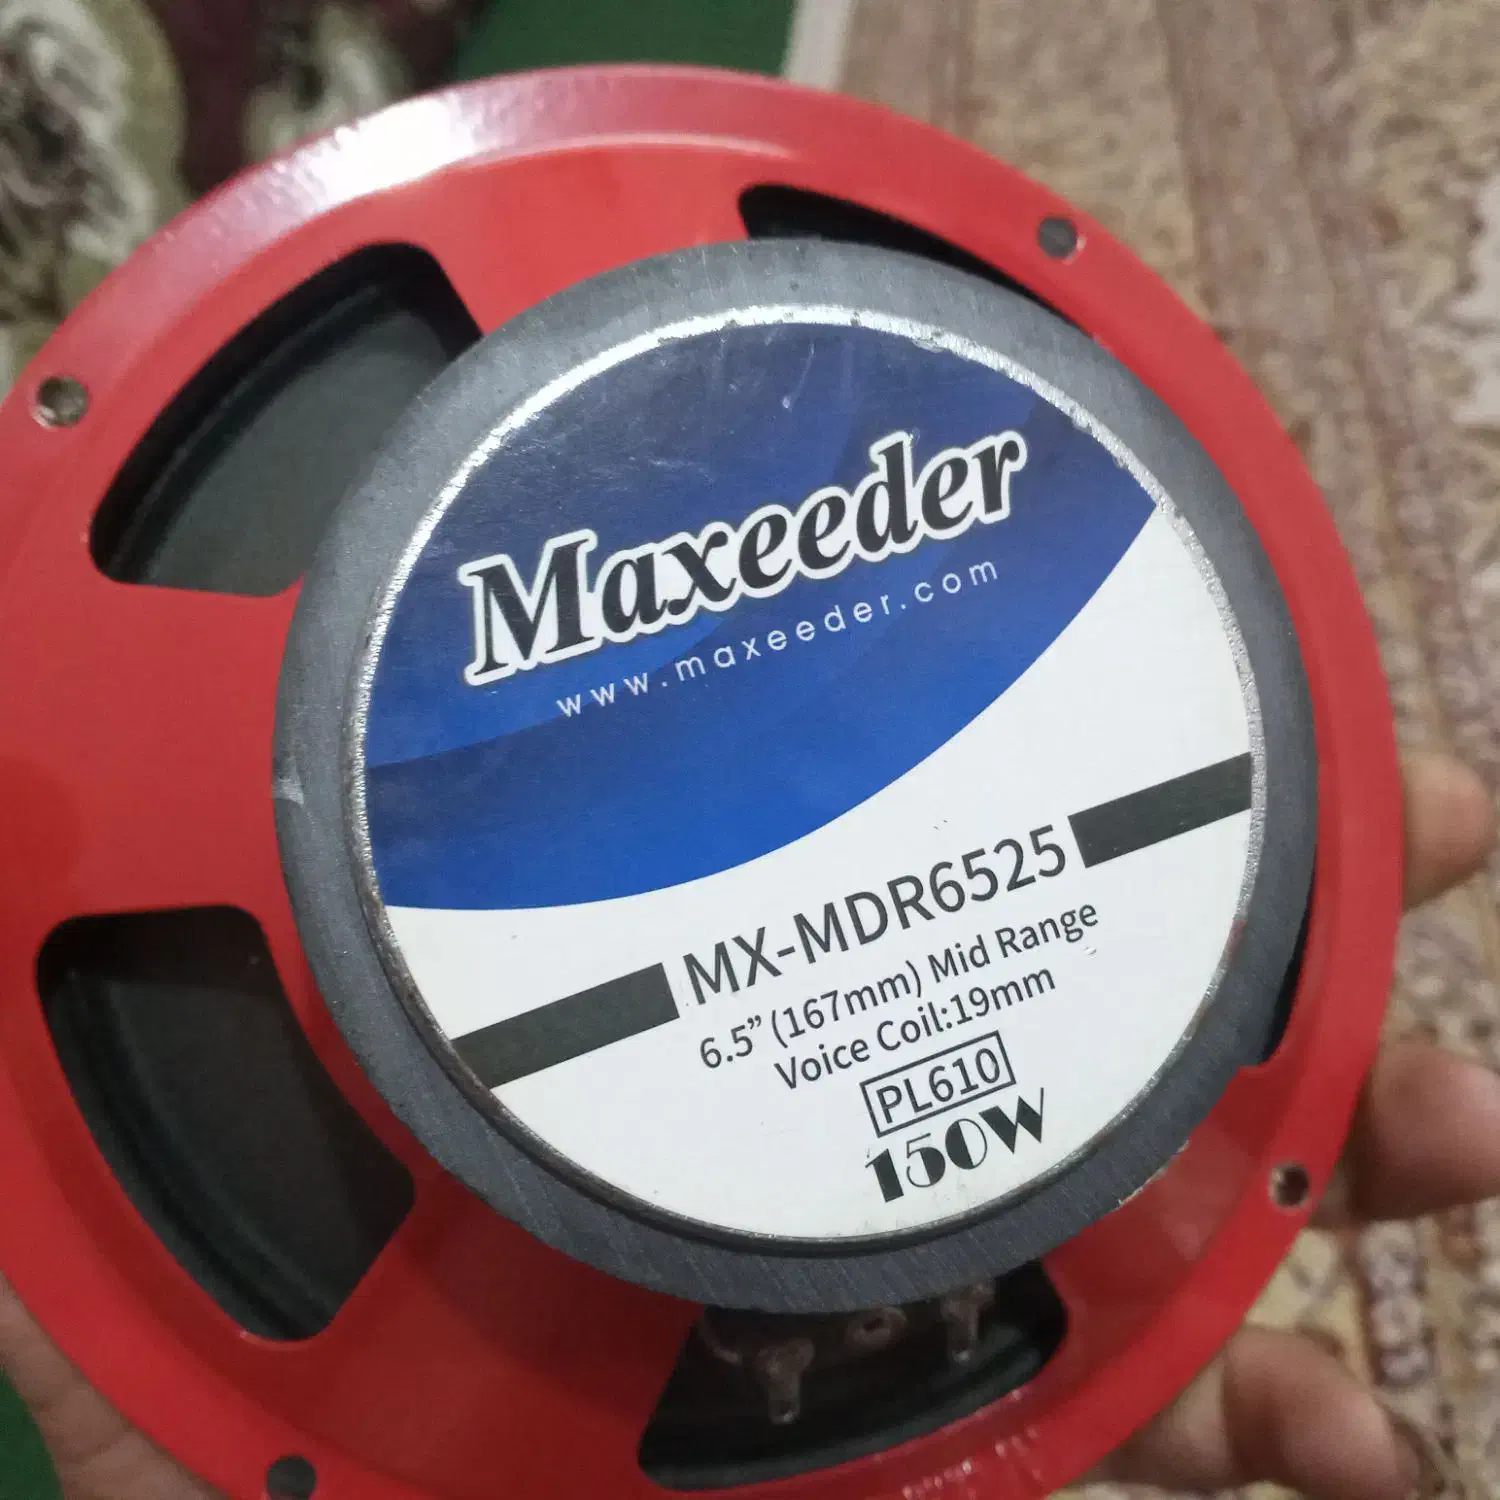 Maxeeder
www.maxeeder.com
MX-MDR6525
6.5” (167mm) Mid Range
Voice Coil:19mm
PL610
150W